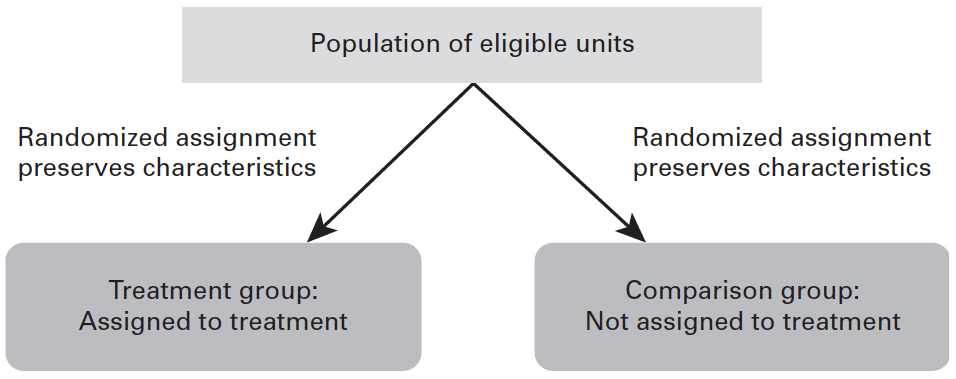 Population of eligible units
Randomized assignment
preserves characteristics
Randomized assignment
preserves characteristics
Treatment group:
Assigned to treatment
Comparison group:
Not assigned to treatment